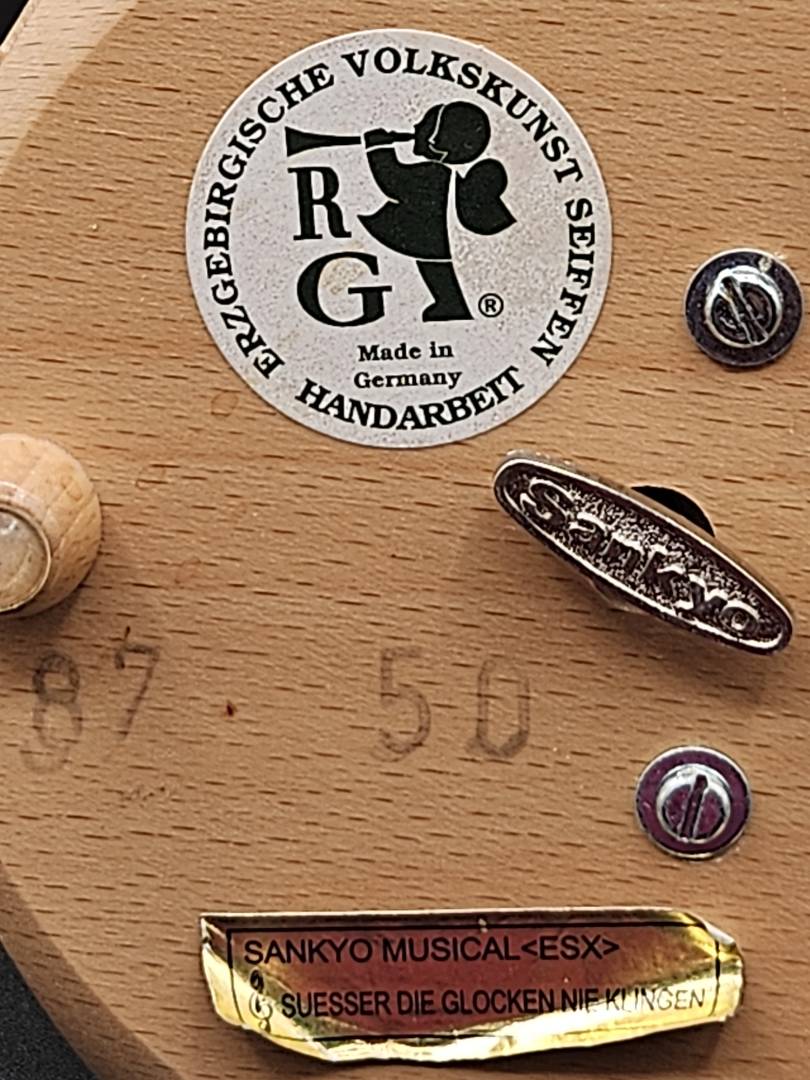 ERZGEBIRGISCHE VOLKSKUNST SEIFFEN
RG®
Made in
Germany
HANDARBEIT
Sankyo
87 50
SANKYO MUSICAL<ESX>
SUESSER DIE GLOCKEN NIE KLINGEN